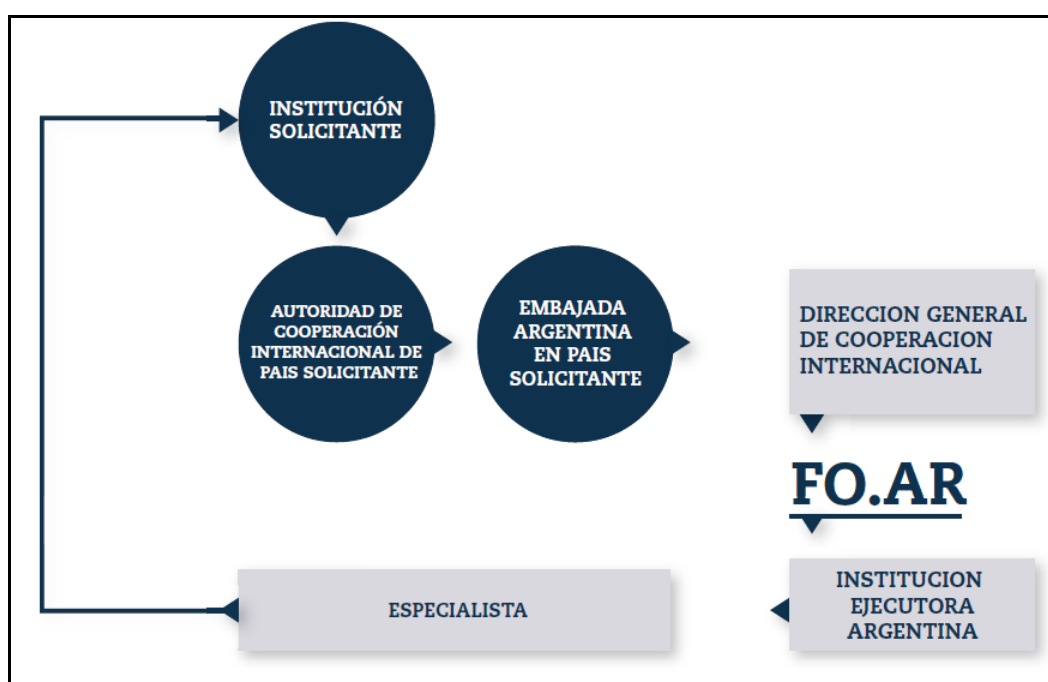 INSTITUCIÓN
SOLICITANTE
AUTORIDAD DE
COOPERACIÓN
INTERNACIONAL DE
PAIS SOLICITANTE
EMBAJADA
ARGENTINA
EN PAIS
SOLICITANTE
DIRECCION GENERAL
DE COOPERACION
INTERNACIONAL
FO.AR
INSTITUCION
EJECUTORA
ARGENTINA
ESPECIALISTA